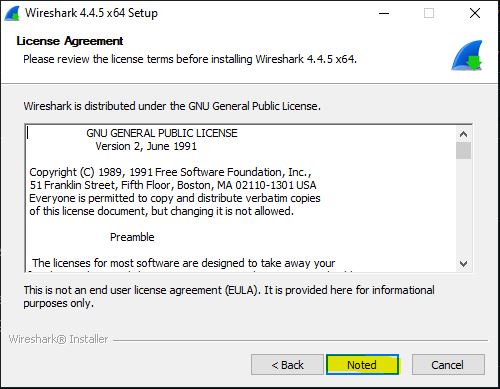 Wireshark 4.4.5 x64 Setup
License Agreement
Please review the license terms before installing Wireshark 4.4.5 x64.
Wireshark is distributed under the GNU General Public License.
GNU GENERAL PUBLIC LICENSE
Version 2, June 1991
Copyright (C) 1989, 1991 Free Software Foundation, Inc.,
51 Franklin Street, Fifth Floor, Boston, MA 02110-1301 USA
Everyone is permitted to copy and distribute verbatim copies
of this license document, but changing it is not allowed.
Preamble
The licenses for most software are designed to take away your
This is not an end user license agreement (EULA). It is provided here for informational
purposes only.
Wireshark® Installer
< Back
Noted
Cancel